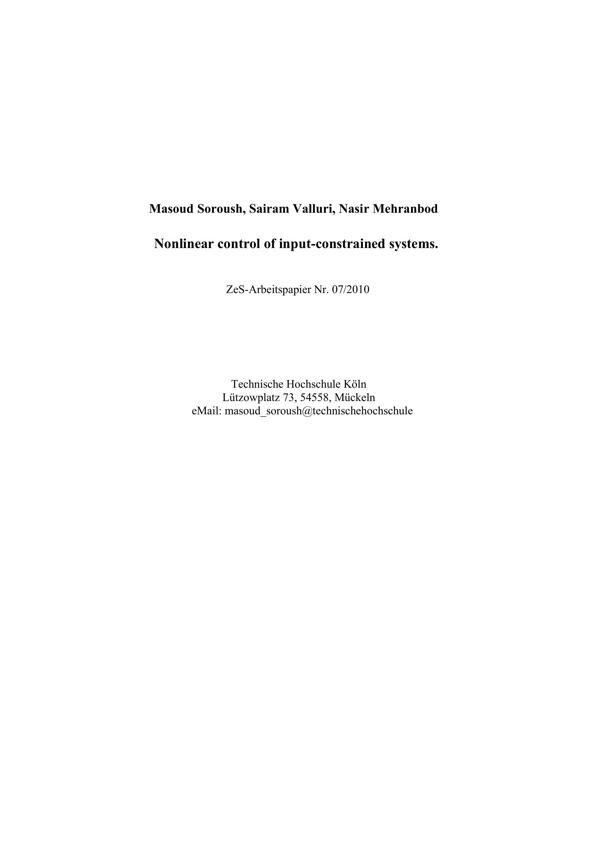 Masoud Soroush, Sairam Valluri, Nasir Mehranbod
Nonlinear control of input-constrained systems.
ZeS-Arbeitspapier Nr. 07/2010
Technische Hochschule Köln
Lützowplatz 73, 54558, Mückeln
eMail: masoud_soroush@technischehochschule